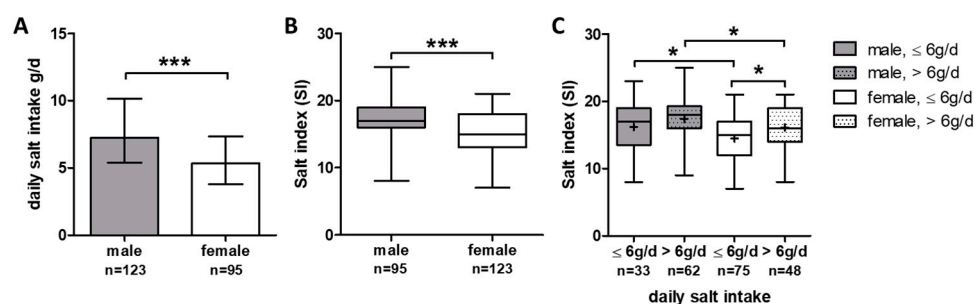 A
daily salt intake g/d
15
10
5
0
***
male
n=123
female
n=95
B
Salt index (SI)
30
20
10
0
***
male
n=95
female
n=123
C
Salt index (SI)
30
20
10
0
*
*
*
≤ 6g/d > 6g/d ≤ 6g/d > 6g/d
n=33 n=62 n=75 n=48
daily salt intake
male, ≤ 6g/d
male, > 6g/d
female, ≤ 6g/d
female, > 6g/d